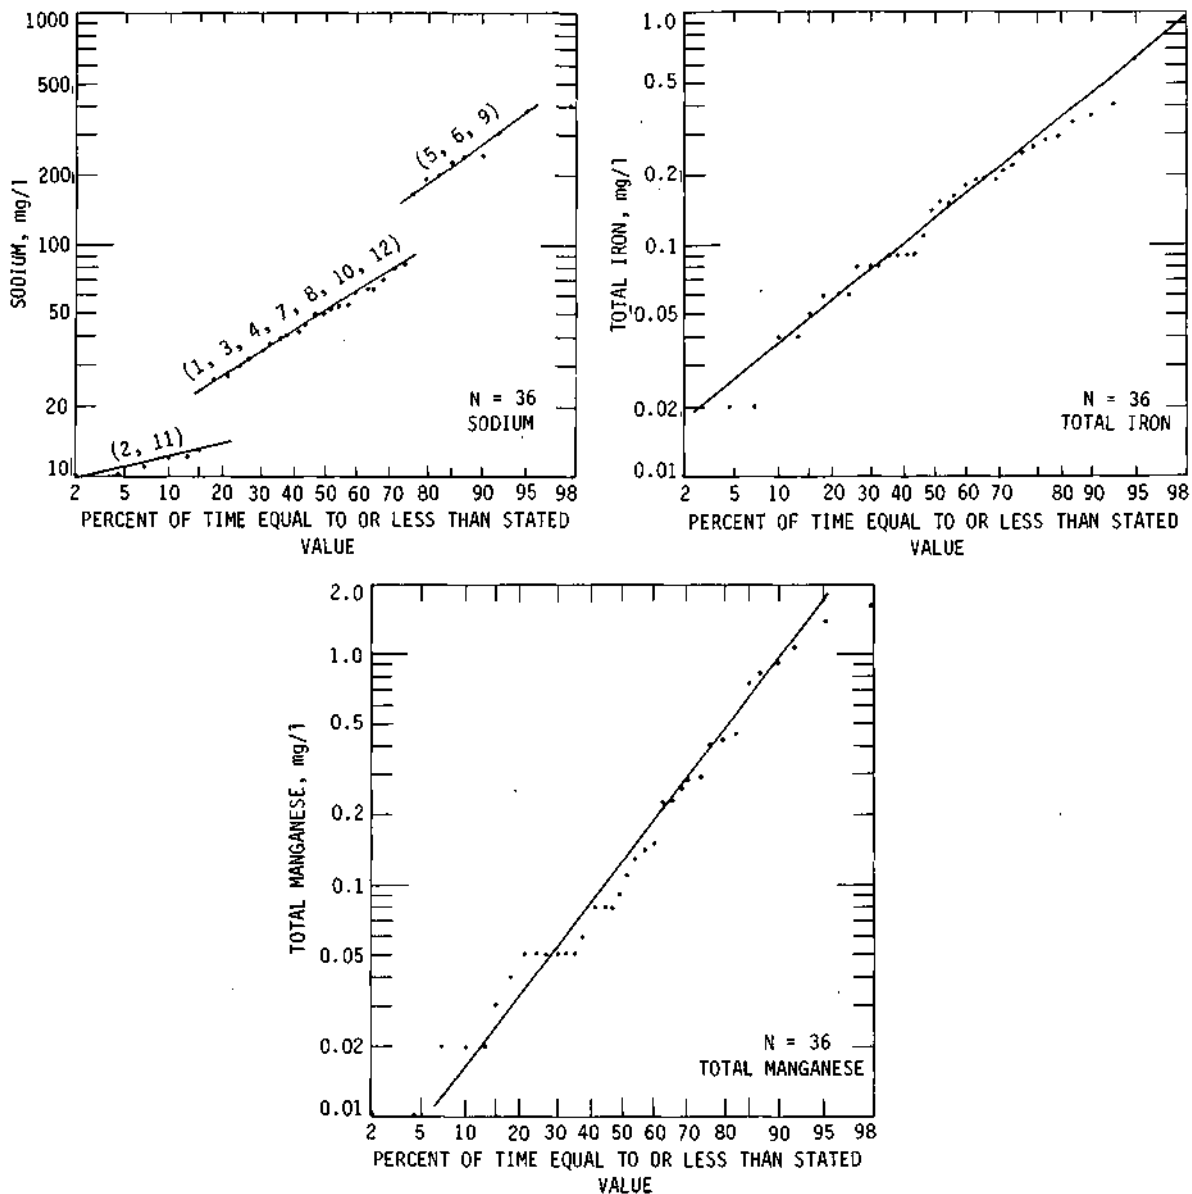 1000
500
200
100
50
20
10
SODIUM, mg/l
(5, 6, 9)
(1, 3, 4, 7, 8, 10, 12)
(2, 11)
N = 36
SODIUM
2 5 10 20 30 40 50 60 70 80 90 95 98
PERCENT OF TIME EQUAL TO OR LESS THAN STATED
VALUE
1.0
0.5
0.2
0.1
0.05
0.02
0.01
TOTAL IRON, mg/l
N = 36
TOTAL IRON
2 5 10 20 30 40 50 60 80 90 95 98
PERCENT OF TIME EQUAL TO OR LESS THAN STATED
VALUE
2.0
1.0
0.5
0.2
0.1
0.05
0.02
0.01
TOTAL MANGANESE, mg/l
N = 36
TOTAL MANGANESE
2 5 10 20 30 40 50 60 70 80 90 95 98
PERCENT OF TIME EQUAL TO OR LESS THAN STATED
VALUE